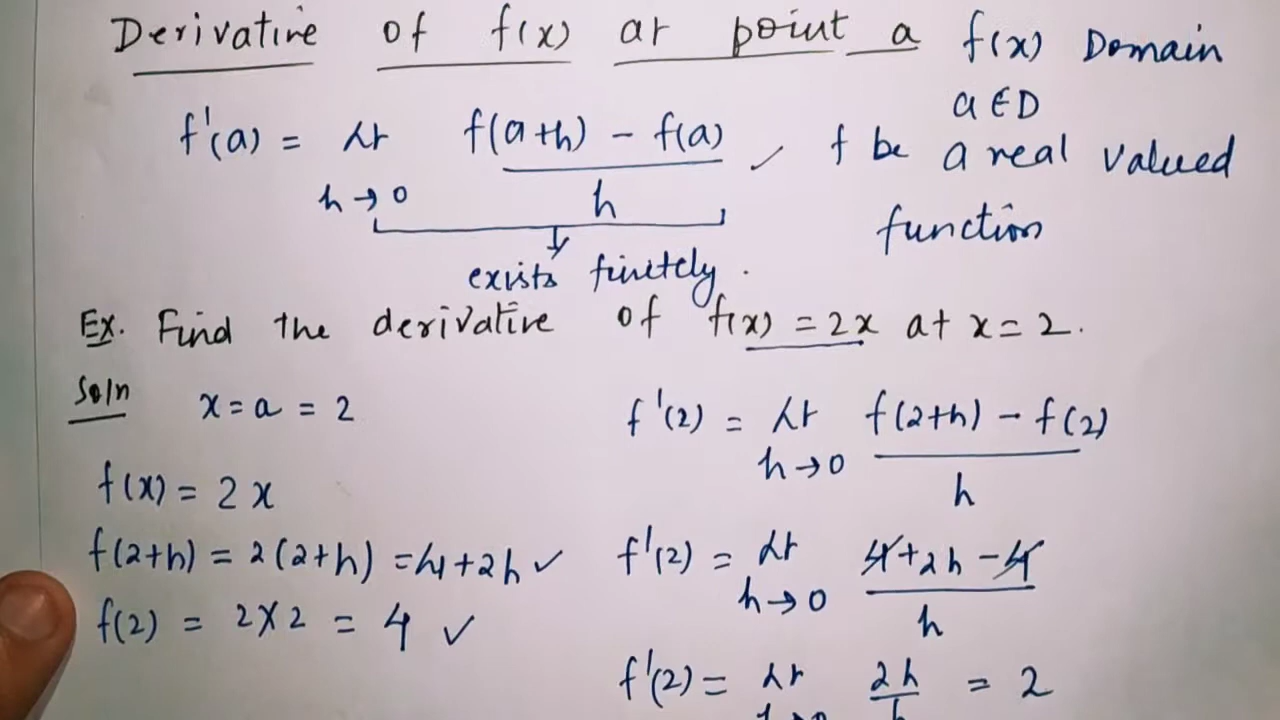 Derivative of f(x) at point a
f(x) Domain
a ∈ D
f'(a) = Lt h→0 f(a+h) - f(a) / h ✓
f be a real valued
function
exists finitely.
Ex. Find the derivative of f(x) = 2x at x = 2.
Soln x = a = 2
f(x) = 2x
f(2+h) = 2(2+h) = 4+2h ✓
f(2) = 2×2 = 4 ✓
f'(2) = Lt h→0 f(2+h) - f(2) / h
f'(2) = Lt h→0 4+2h-4 / h
f'(2) = Lt h→0 2h / h = 2